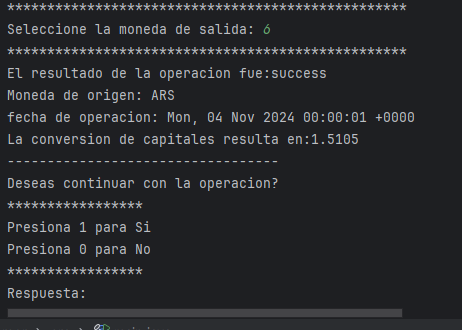 **************************************************
Seleccione la moneda de salida: ó
**************************************************
El resultado de la operacion fue:success
Moneda de origen: ARS
fecha de operacion: Mon, 04 Nov 2024 00:00:01 +0000
La conversion de capitales resulta en:1.5105
----------------------------------
Deseas continuar con la operacion?
*****************
Presiona 1 para Si
Presiona 0 para No
*****************
Respuesta: